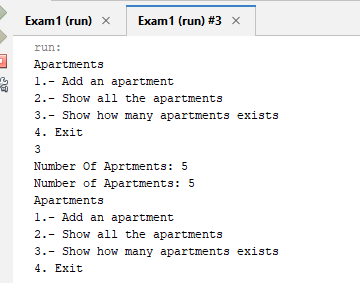 Exam1 (run) × Exam1 (run) #3 ×
run:
Apartments
1.- Add an apartment
2.- Show all the apartments
3.- Show how many apartments exists
4. Exit
3
Number Of Aprtments: 5
Number of Apartments: 5
Apartments
1.- Add an apartment
2.- Show all the apartments
3.- Show how many apartments exists
4. Exit